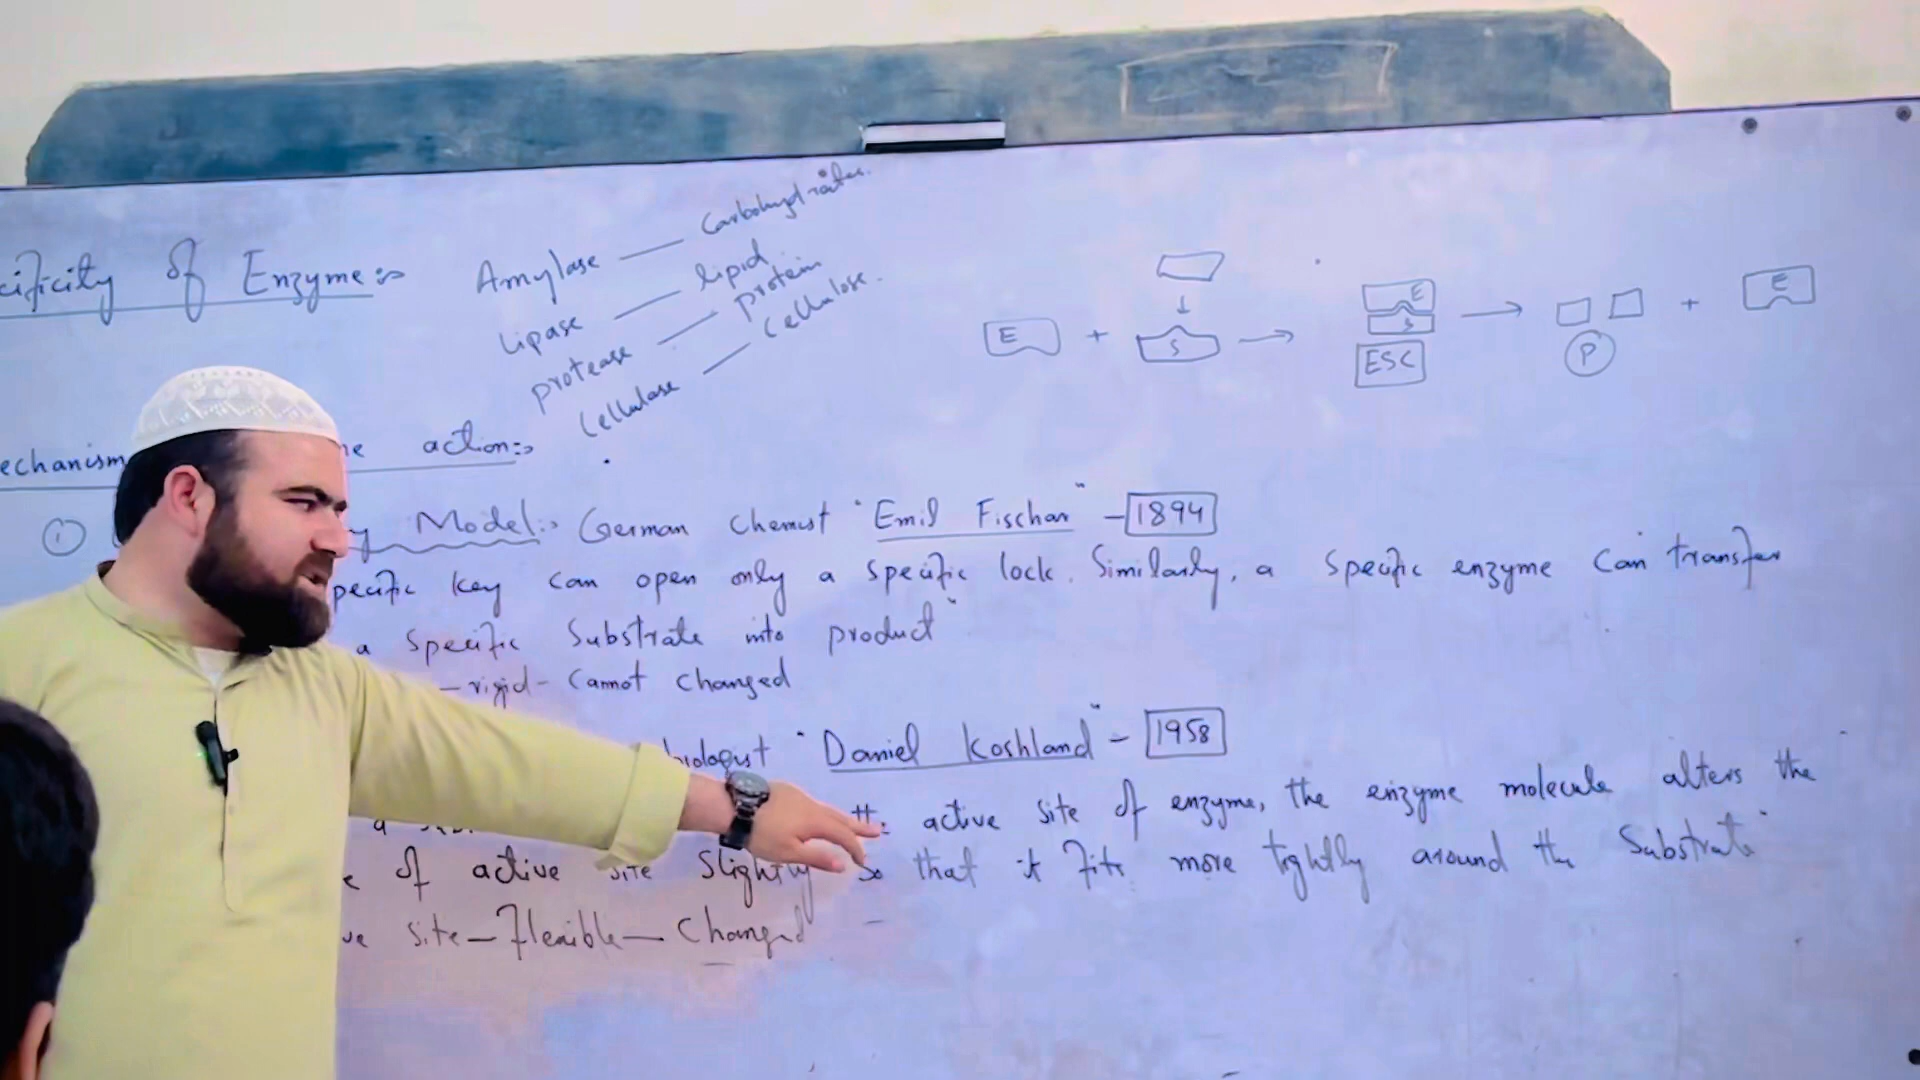 cificity of Enzyme:-
Amylase — Carbohydrates.
Lipase — lipid
protease — protein
Cellulase — Cellulose.
E + S → E S → + E
ESC P
echanism action:-
i y Model:- German Chemist "Emil Fischar" – 1894
pecific key can open only a specific lock. Similarly, a specific enzyme can transfer
a specific Substrate into product"
– rigid – Cannot changed
biologist "Daniel Koshland" – 1958
a the active site of enzyme, the enzyme molecule alters the
of active site slightly so that it fits more tightly around the Substrate"
ve site – Flexible – Changed